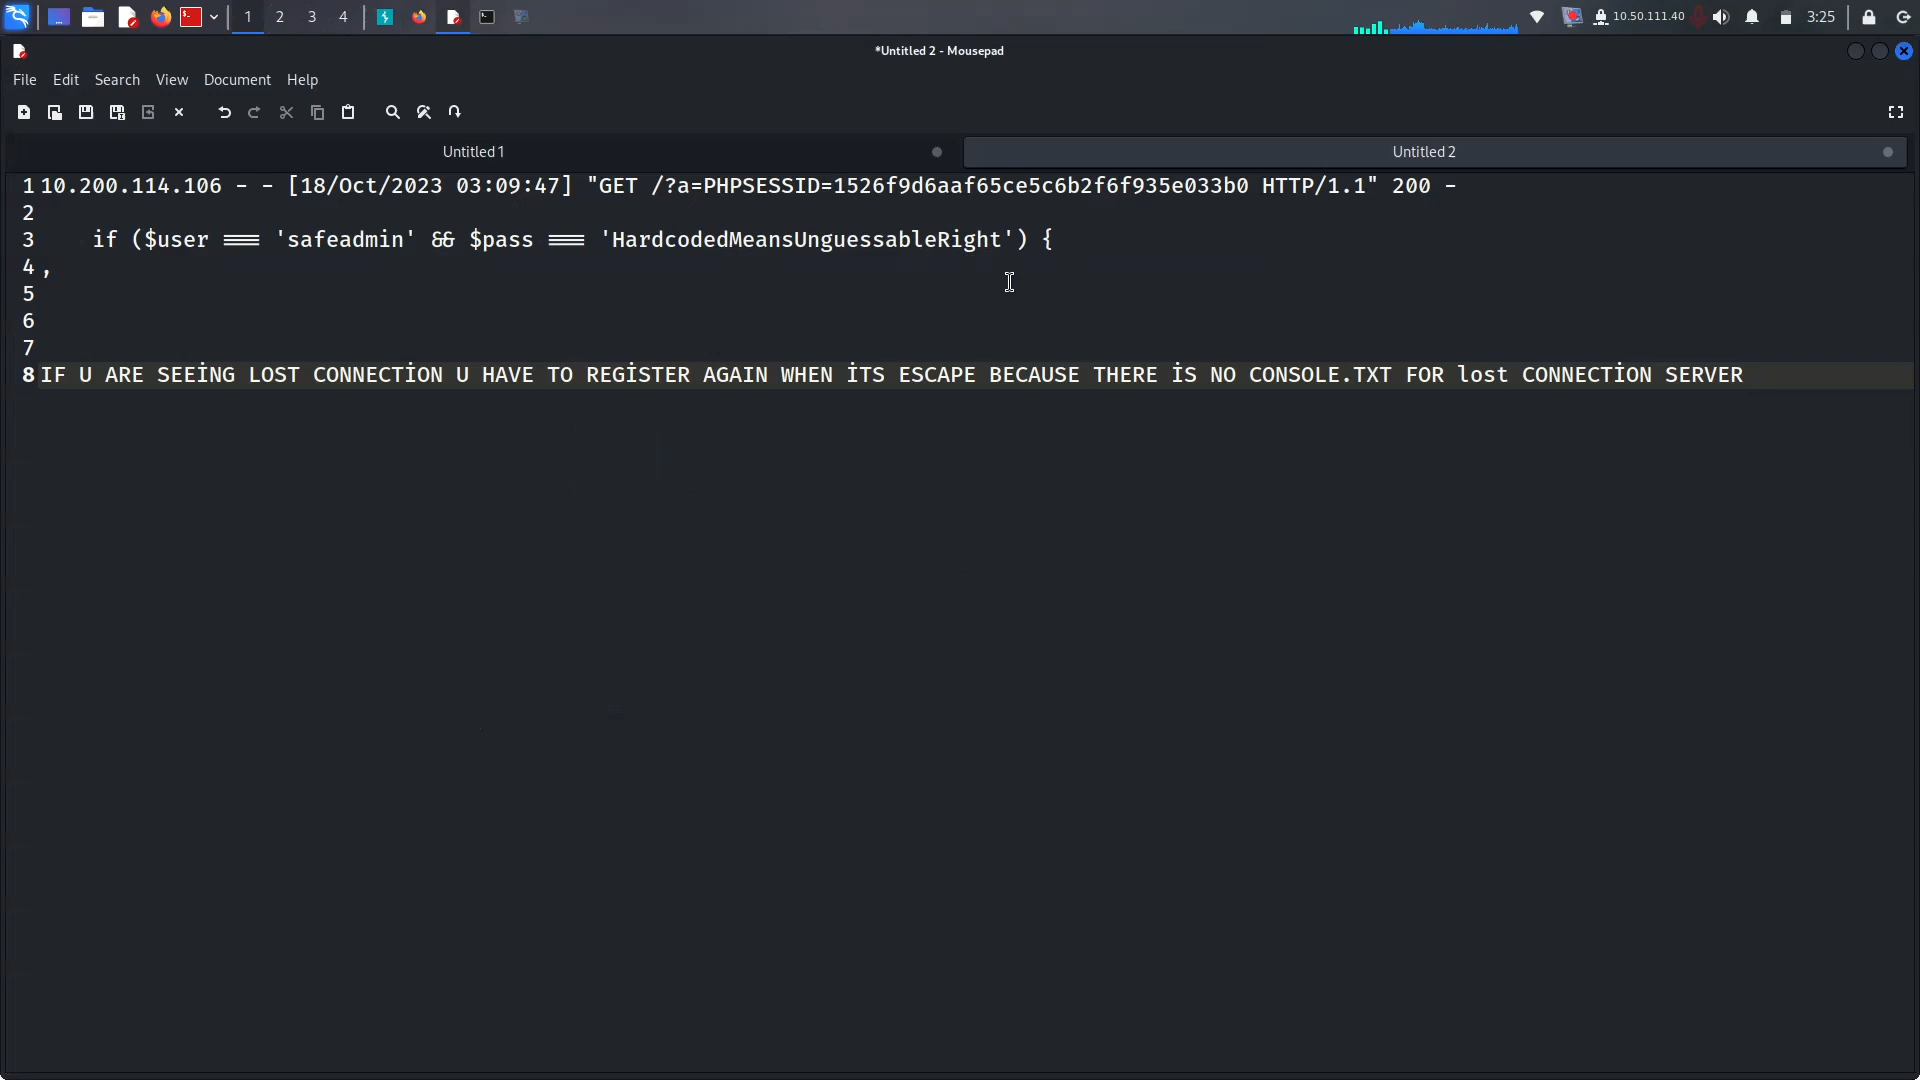 1 2 3 4 10.50.111.40 3:25
*Untitled 2 - Mousepad
File Edit Search View Document Help
Untitled 1 Untitled 2
1 10.200.114.106 - - [18/Oct/2023 03:09:47] "GET /?a=PHPSESSID=1526f9d6aaf65ce5c6b2f6f935e033b0 HTTP/1.1" 200 -
2
3 if ($user === 'safeadmin' && $pass === 'HardcodedMeansUnguessableRight') {
4 ,
5
6
7
8 IF U ARE SEEİNG LOST CONNECTİON U HAVE TO REGİSTER AGAIN WHEN İTS ESCAPE BECAUSE THERE İS NO CONSOLE.TXT FOR lost CONNECTİON SERVER